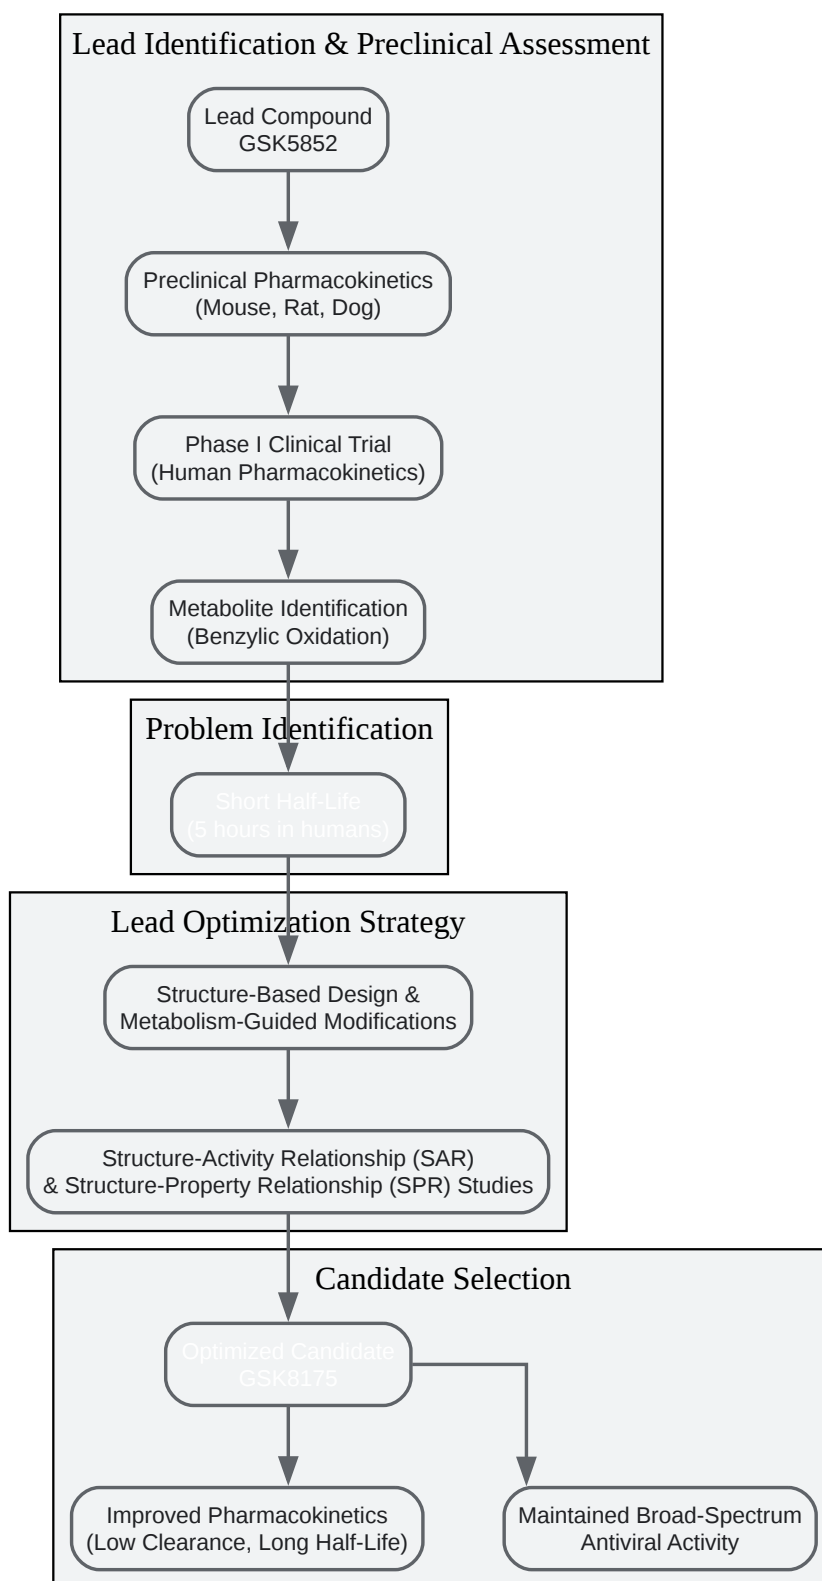 Lead Identification & Preclinical Assessment
Lead Compound
GSK5852
Preclinical Pharmacokinetics
(Mouse, Rat, Dog)
Phase I Clinical Trial
(Human Pharmacokinetics)
Metabolite Identification
(Benzylic Oxidation)
Problem Identification
Short Half-Life
(5 hours in humans)
Lead Optimization Strategy
Structure-Based Design &
Metabolism-Guided Modifications
Structure-Activity Relationship (SAR)
& Structure-Property Relationship (SPR) Studies
Candidate Selection
Optimized Candidate
GSK8175
Improved Pharmacokinetics
(Low Clearance, Long Half-Life)
Maintained Broad-Spectrum
Antiviral Activity